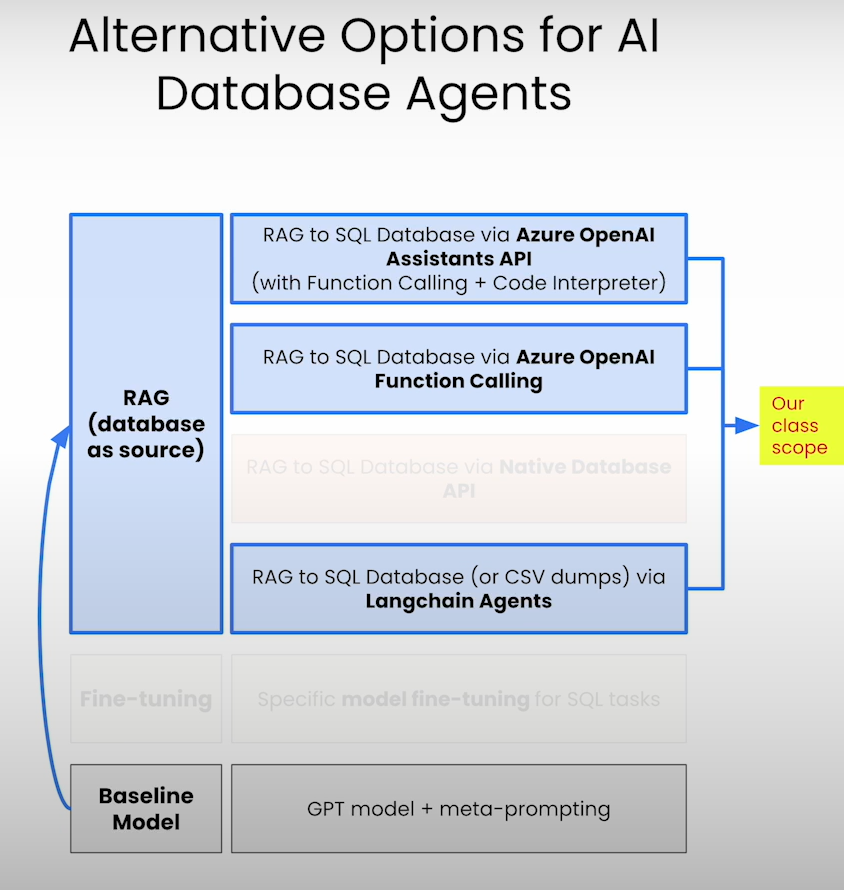 Alternative Options for AI
Database Agents
RAG
(database
as source)
RAG to SQL Database via Azure OpenAI
Assistants API
(with Function Calling + Code Interpreter)
RAG to SQL Database via Azure OpenAI
Function Calling
RAG to SQL Database via Native Database
API
RAG to SQL Database (or CSV dumps) via
Langchain Agents
Our
class
scope
Fine-tuning
Specific model fine-tuning for SQL tasks
Baseline
Model
GPT model + meta-prompting